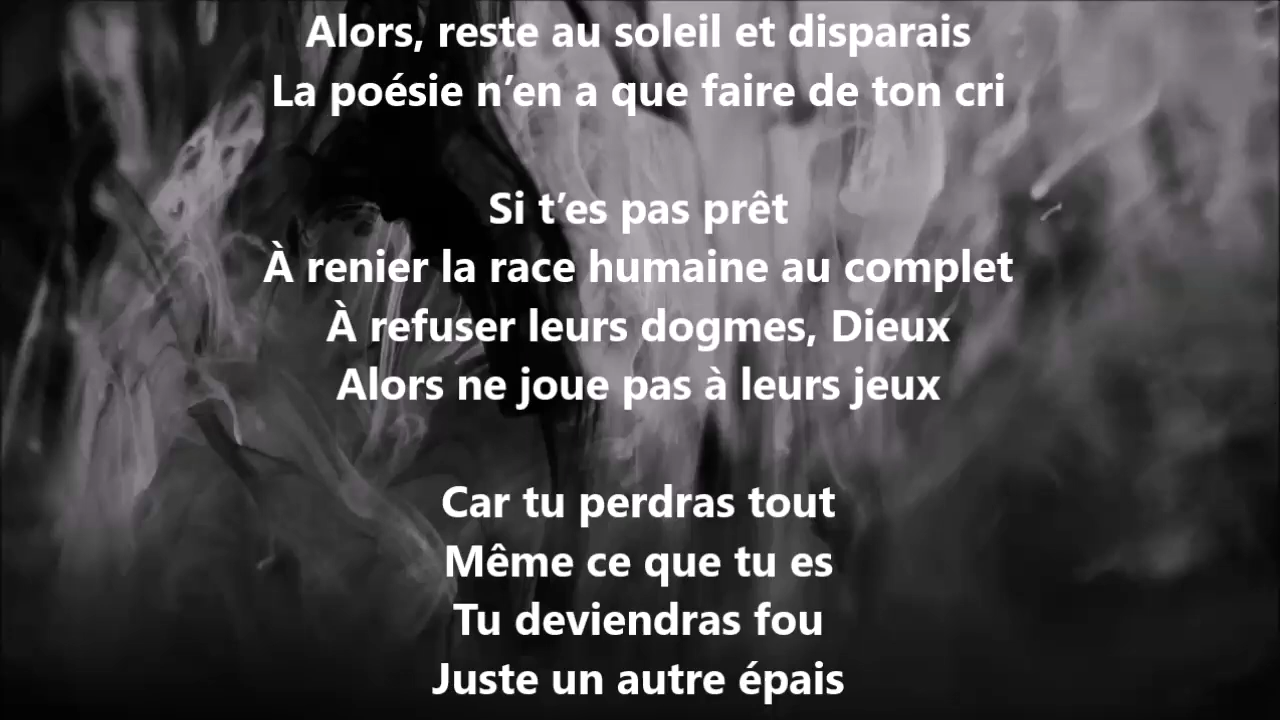 Alors, reste au soleil et disparais
La poésie n’en a que faire de ton cri
Si t’es pas prêt
À renier la race humaine au complet
À refuser leurs dogmes, Dieux
Alors ne joue pas à leurs jeux
Car tu perdras tout
Même ce que tu es
Tu deviendras fou
Juste un autre épais